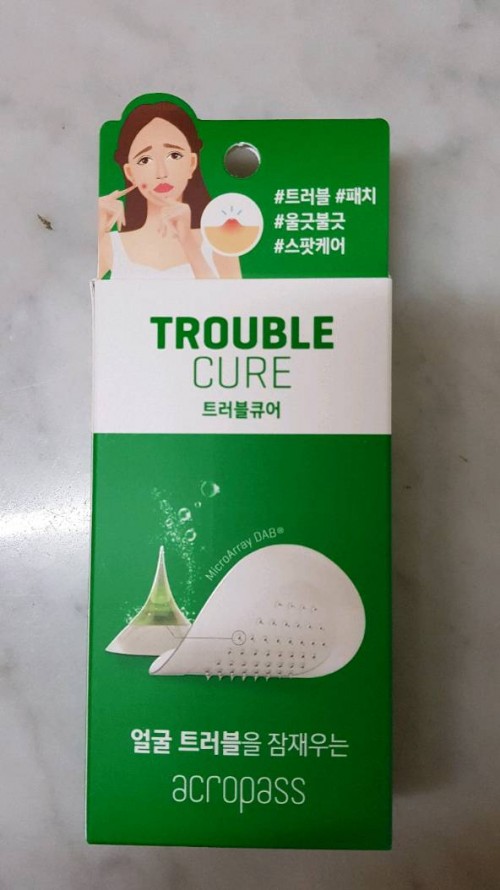 #트러블 #패치
#울긋불긋
#스팟케어
TROUBLE
CURE
트러블큐어
MicroArray DAB®
얼굴 트러블을 잠재우는
acropass